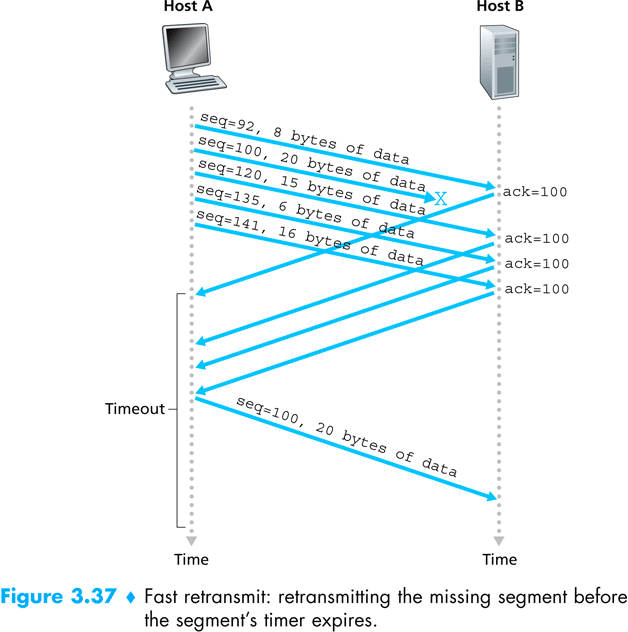 Host A
Host B
seq=92, 8 bytes of data
seq=100, 20 bytes of data
seq=120, 15 bytes of data
seq=135, 6 bytes of data
seq=141, 16 bytes of data
X
ack=100
ack=100
ack=100
ack=100
Timeout
seq=100, 20 bytes of data
Time
Time
Figure 3.37 ♦ Fast retransmit: retransmitting the missing segment before
the segment's timer expires.